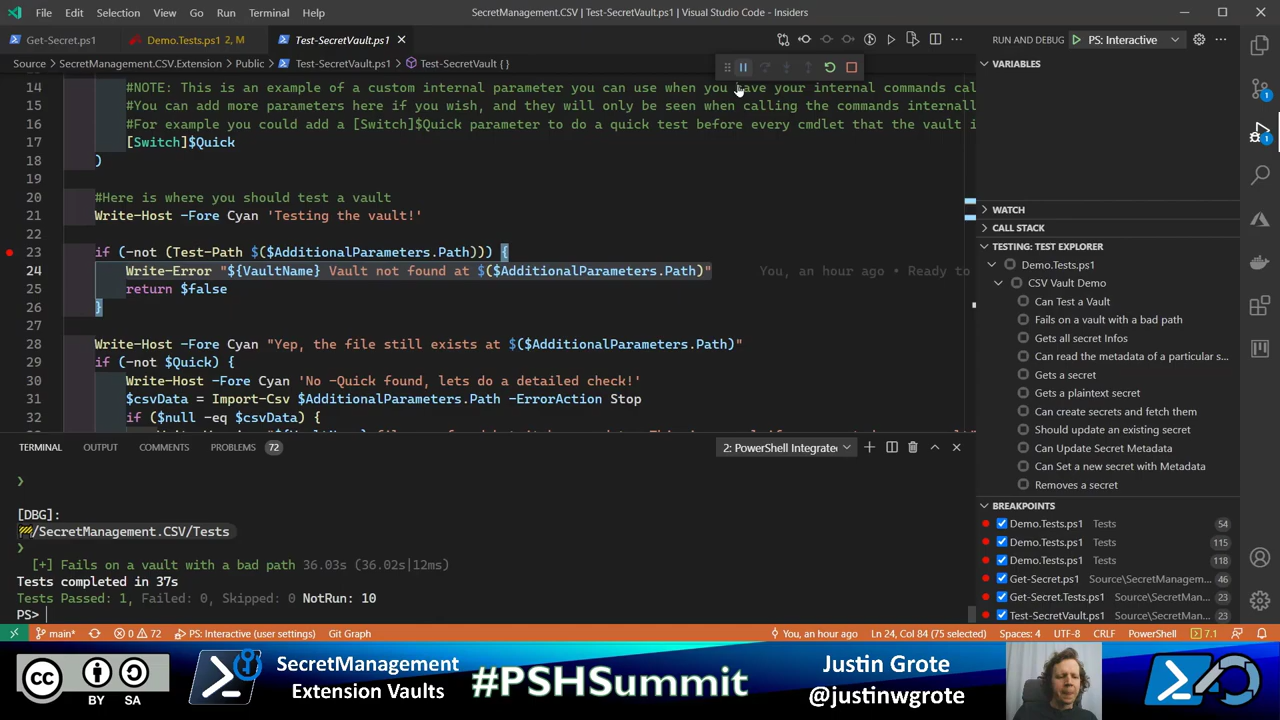 File Edit Selection View Go Run Terminal Help SecretManagement.CSV | Test-SecretVault.ps1 | Visual Studio Code - Insiders
Get-Secret.ps1 Demo.Tests.ps1 2, M Test-SecretVault.ps1 RUN AND DEBUG PS: Interactive
Source > SecretManagement.CSV.Extension > Public > Test-SecretVault.ps1 > Test-SecretVault { }
VARIABLES
14 #NOTE: This is an example of a custom internal parameter you can use when you have your internal commands cal
15 #You can add more parameters here if you wish, and they will only be seen when calling the commands internall
16 #For example you could add a [Switch]$Quick parameter to do a quick test before every cmdlet that the vault i
17 [Switch]$Quick
18 )
19
20 #Here is where you should test a vault
21 Write-Host -Fore Cyan 'Testing the vault!'
22
23 if (-not (Test-Path $($AdditionalParameters.Path))) {
24 Write-Error "${VaultName} Vault not found at $($AdditionalParameters.Path)" You, an hour ago • Ready to
25 return $false
26 }
27
28 Write-Host -Fore Cyan "Yep, the file still exists at $($AdditionalParameters.Path)"
29 if (-not $Quick) {
30 Write-Host -Fore Cyan 'No -Quick found, lets do a detailed check!'
31 $csvData = Import-Csv $AdditionalParameters.Path -ErrorAction Stop
32 if ($null -eq $csvData) {
WATCH
CALL STACK
TESTING: TEST EXPLORER
Demo.Tests.ps1
CSV Vault Demo
Can Test a Vault
Fails on a vault with a bad path
Gets all secret Infos
Can read the metadata of a particular s...
Gets a secret
Gets a plaintext secret
Can create secrets and fetch them
Should update an existing secret
Can Update Secret Metadata
Can Set a new secret with Metadata
Removes a secret
BREAKPOINTS
Demo.Tests.ps1 Tests 54
Demo.Tests.ps1 Tests 115
Demo.Tests.ps1 Tests 118
Get-Secret.ps1 Source\SecretManagem... 46
Get-Secret.Tests.ps1 Source\SecretMana... 23
Test-SecretVault.ps1 Source\SecretMana... 23
TERMINAL OUTPUT COMMENTS PROBLEMS 72 2: PowerShell Integrated
❯
[DBG]:
/SecretManagement.CSV/Tests
❯
[+] Fails on a vault with a bad path 36.03s (36.02s|12ms)
Tests completed in 37s
Tests Passed: 1, Failed: 0, Skipped: 0 NotRun: 10
PS>
main* 0 72 PS: Interactive (user settings) Git Graph You, an hour ago Ln 24, Col 84 (75 selected) Spaces: 4 UTF-8 CRLF PowerShell 7.1
cc BY SA
SecretManagement
Extension Vaults
#PSHSummit
Justin Grote
@justinwgrote